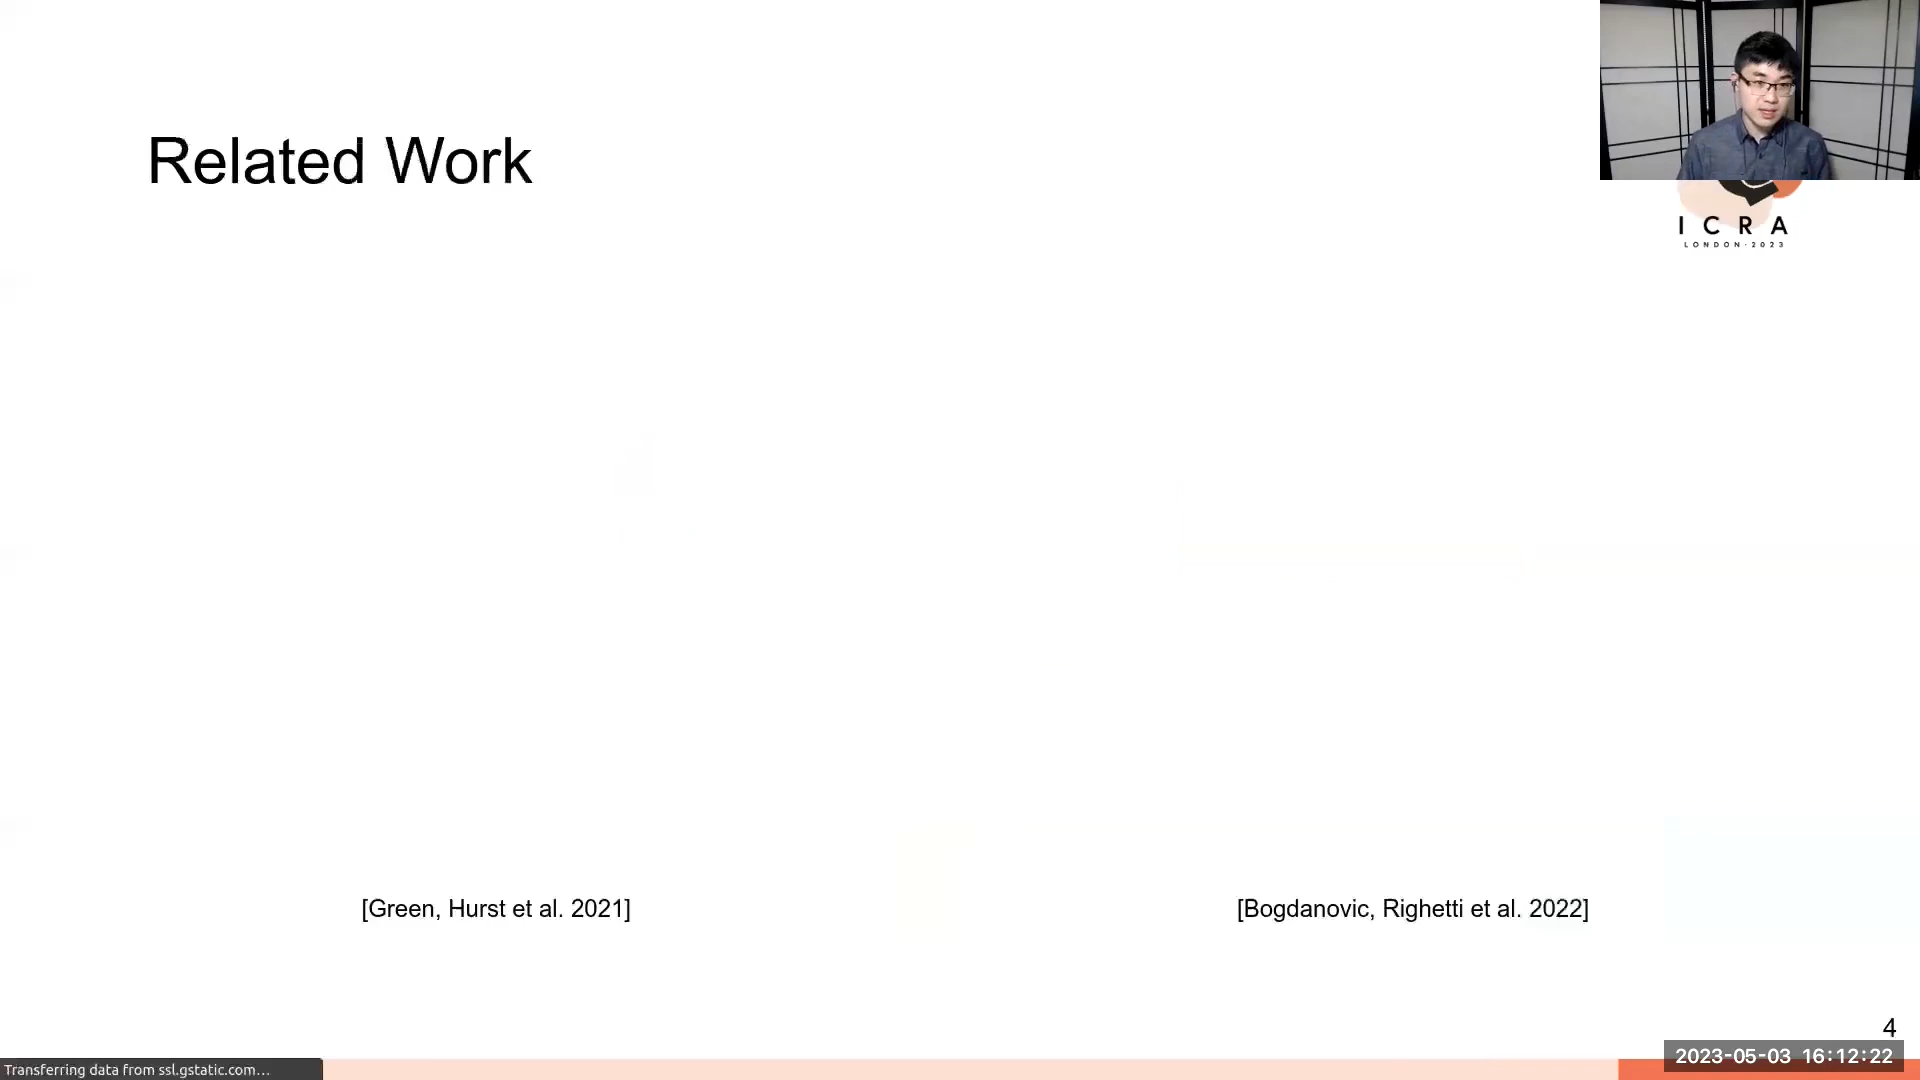 Related Work
I C R A
LONDON·2023
[Green, Hurst et al. 2021]
[Bogdanovic, Righetti et al. 2022]
4
2023-05-03 16:12:22
Transferring data from ssl.gstatic.com...